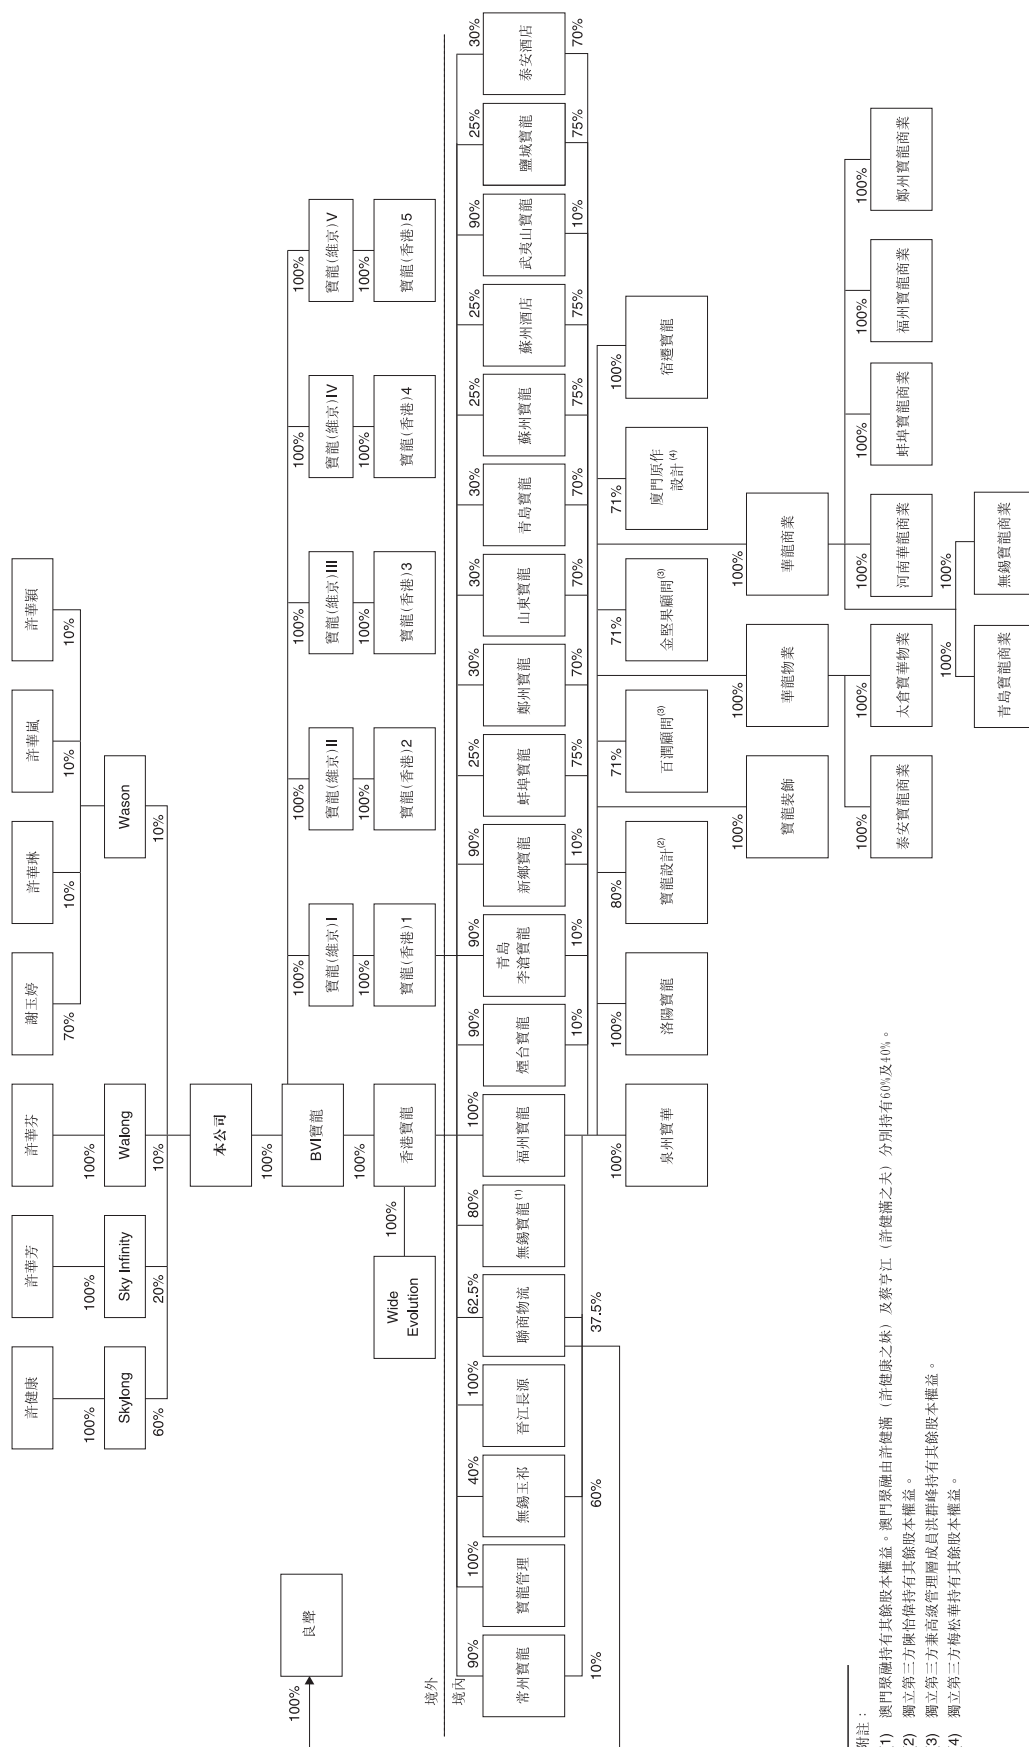 許健康
許華芳
許華芬
謝玉婷
許華琳
許華嵐
許華穎
100%
100%
100%
70%
10%
10%
10%
Skylong
Sky Infinity
Walong
Wason
60%
20%
10%
10%
本公司
100%
良聲
BVI寶龍
100%
100%
100%
100%
100%
100%
100%
寶龍(維京)I
寶龍(維京)II
寶龍(維京)III
寶龍(維京)IV
寶龍(維京)V
100%
100%
100%
100%
100%
100%
Wide
Evolution
100%
香港寶龍
寶龍(香港)1
寶龍(香港)2
寶龍(香港)3
寶龍(香港)4
寶龍(香港)5
境外
境內
90%
100%
40%
100%
62.5%
80%
100%
90%
90%
90%
25%
30%
30%
30%
25%
25%
90%
25%
30%
常州寶龍
寶龍管理
無錫玉祁
晉江長源
聯商物流
無錫寶龍(1)
福州寶龍
煙台寶龍
青島
李滄寶龍
新鄉寶龍
蚌埠寶龍
鄭州寶龍
山東寶龍
青島寶龍
蘇州寶龍
蘇州酒店
武夷山寶龍
鹽城寶龍
泰安酒店
10%
60%
37.5%
10%
10%
10%
75%
70%
70%
70%
75%
75%
10%
75%
70%
100%
100%
80%
71%
71%
71%
100%
泉州寶華
洛陽寶龍
寶龍設計(2)
百潤顧問(3)
金堅果顧問(3)
廈門原作
設計(4)
宿遷寶龍
100%
100%
100%
寶龍裝飾
華龍物業
華龍商業
100%
100%
100%
100%
100%
100%
泰安寶龍商業
太倉寶華物業
河南華龍商業
蚌埠寶龍商業
福州寶龍商業
鄭州寶龍商業
100%
100%
青島寶龍商業
無錫寶龍商業
附註：
(1) 澳門聚融持有其餘股本權益。澳門聚融由許健滿（許健康之妹）及蔡亨江（許健滿之夫）分別持有60%及40%。
(2) 獨立第三方陳怡偉持有其餘股本權益。
(3) 獨立第三方兼高級管理層成員洪群峰持有其餘股本權益。
(4) 獨立第三方梅松華持有其餘股本權益。